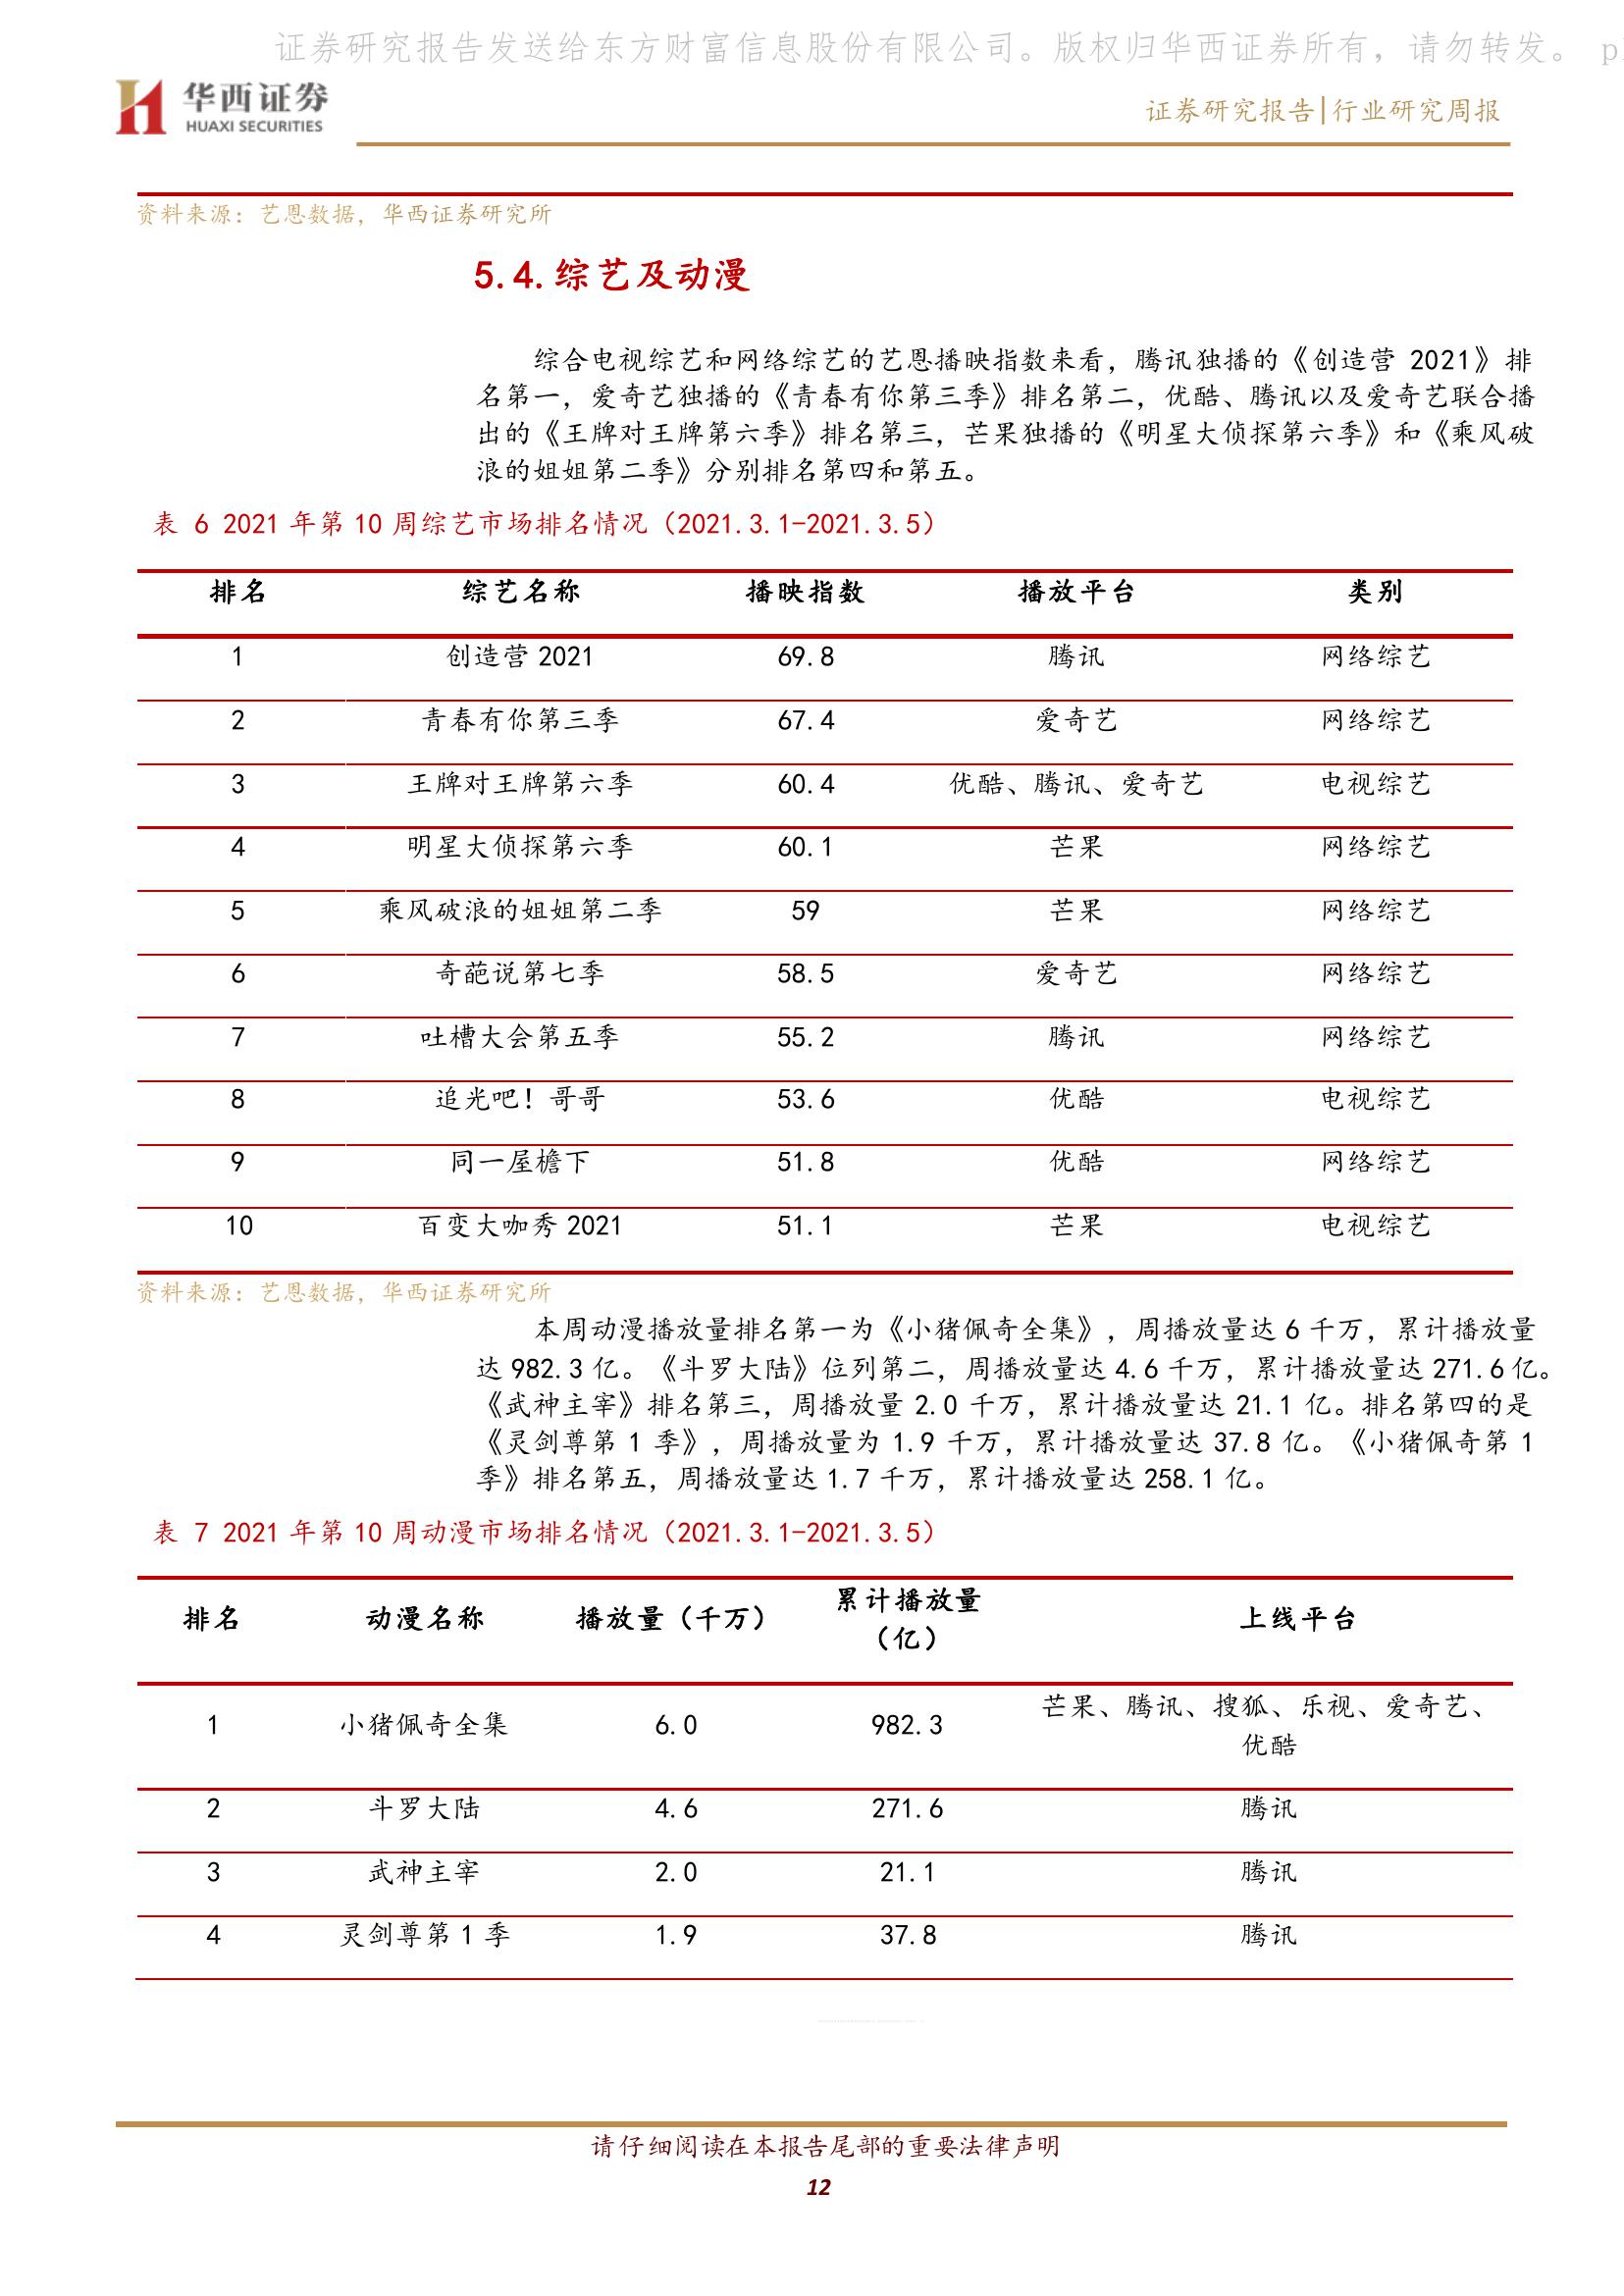 证券研究报告发送给东方财富信息股份有限公司。版权归华西证券所有，请勿转发。 p
华西证券
HUAXI SECURITIES
证券研究报告|行业研究周报
资料来源：艺恩数据，华西证券研究所
5.4.综艺及动漫
综合电视综艺和网络综艺的艺恩播映指数来看，腾讯独播的《创造营 2021》排
名第一，爱奇艺独播的《青春有你第三季》排名第二，优酷、腾讯以及爱奇艺联合播
出的《王牌对王牌第六季》排名第三，芒果独播的《明星大侦探第六季》和《乘风破
浪的姐姐第二季》分别排名第四和第五。
表 6 2021 年第 10 周综艺市场排名情况（2021.3.1-2021.3.5）
排名 综艺名称 播映指数 播放平台 类别
1 创造营 2021 69.8 腾讯 网络综艺
2 青春有你第三季 67.4 爱奇艺 网络综艺
3 王牌对王牌第六季 60.4 优酷、腾讯、爱奇艺 电视综艺
4 明星大侦探第六季 60.1 芒果 网络综艺
5 乘风破浪的姐姐第二季 59 芒果 网络综艺
6 奇葩说第七季 58.5 爱奇艺 网络综艺
7 吐槽大会第五季 55.2 腾讯 网络综艺
8 追光吧！哥哥 53.6 优酷 电视综艺
9 同一屋檐下 51.8 优酷 网络综艺
10 百变大咖秀 2021 51.1 芒果 电视综艺
资料来源：艺恩数据，华西证券研究所
本周动漫播放量排名第一为《小猪佩奇全集》，周播放量达 6 千万，累计播放量
达 982.3 亿。《斗罗大陆》位列第二，周播放量达 4.6 千万，累计播放量达 271.6 亿。
《武神主宰》排名第三，周播放量 2.0 千万，累计播放量达 21.1 亿。排名第四的是
《灵剑尊第 1 季》，周播放量为 1.9 千万，累计播放量达 37.8 亿。《小猪佩奇第 1
季》排名第五，周播放量达 1.7 千万，累计播放量达 258.1 亿。
表 7 2021 年第 10 周动漫市场排名情况（2021.3.1-2021.3.5）
排名 动漫名称 播放量（千万） 累计播放量
（亿） 上线平台
1 小猪佩奇全集 6.0 982.3 芒果、腾讯、搜狐、乐视、爱奇艺、
优酷
2 斗罗大陆 4.6 271.6 腾讯
3 武神主宰 2.0 21.1 腾讯
4 灵剑尊第 1 季 1.9 37.8 腾讯
请仔细阅读在本报告尾部的重要法律声明
12